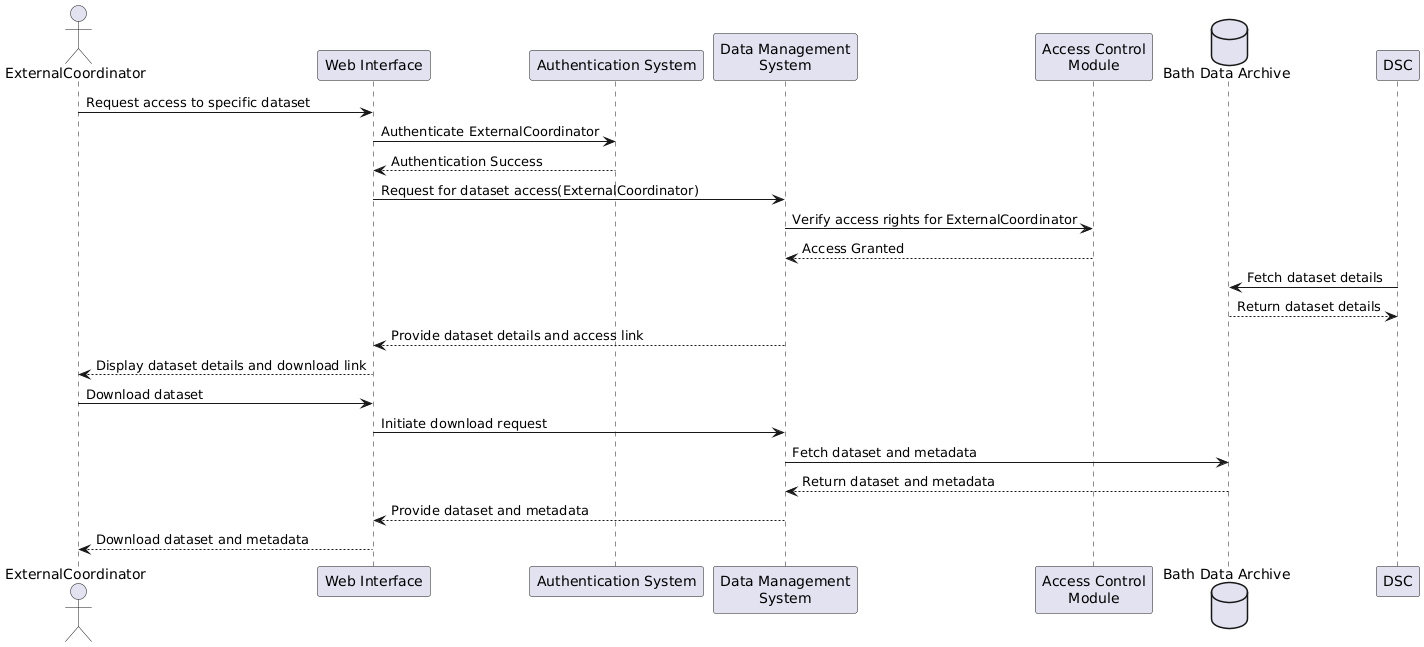 ExternalCoordinator
Web Interface
Authentication System
Data Management
System
Access Control
Module
Bath Data Archive
DSC
Request access to specific dataset
Authenticate ExternalCoordinator
Authentication Success
Request for dataset access(ExternalCoordinator)
Verify access rights for ExternalCoordinator
Access Granted
Fetch dataset details
Return dataset details
Provide dataset details and access link
Display dataset details and download link
Download dataset
Initiate download request
Fetch dataset and metadata
Return dataset and metadata
Provide dataset and metadata
Download dataset and metadata
ExternalCoordinator
Web Interface
Authentication System
Data Management
System
Access Control
Module
Bath Data Archive
DSC